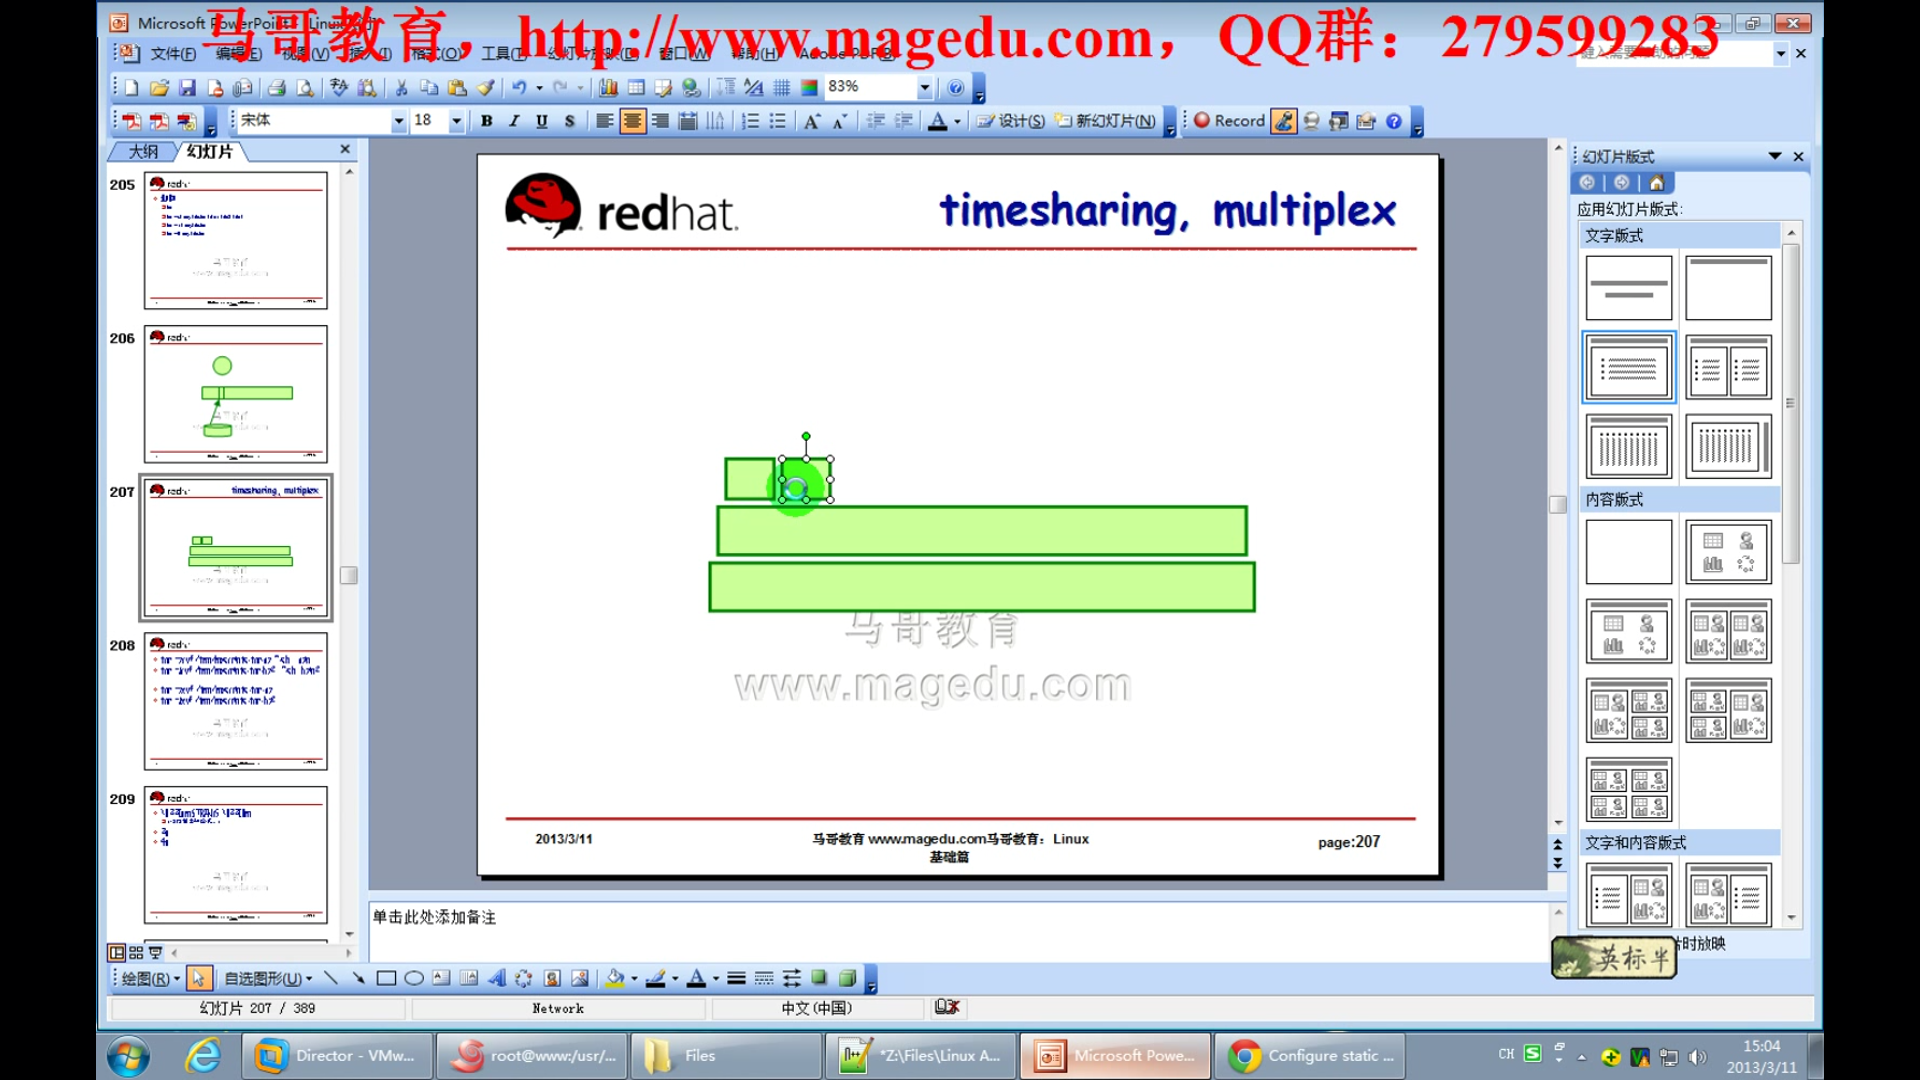 马哥教育，http://www.magedu.com，QQ群：279599283
Microsoft PowerPoint
文件(F) 编辑(E) 视图(V) 插入(I) 格式(O) 工具(T) 幻灯片放映(D) 窗口(W) 帮助(H) Adobe PDF(B)
83%
宋体 18 B I U S 设计(S) 新幻灯片(N) Record
大纲 幻灯片
幻灯片版式
应用幻灯片版式:
文字版式
内容版式
文字和内容版式
时放映
205
206
207
timesharing, multiplex
208
209
redhat.
timesharing, multiplex
马哥教育
www.magedu.com
2013/3/11
马哥教育 www.magedu.com马哥教育：Linux
基础篇
page:207
单击此处添加备注
英标半
绘图(R) 自选图形(U)
幻灯片 207 / 389 Network 中文(中国)
Director - VMw... root@www:/usr/... Files *Z:\Files\Linux A... Microsoft Powe... Configure static ...
CH
15:04
2013/3/11